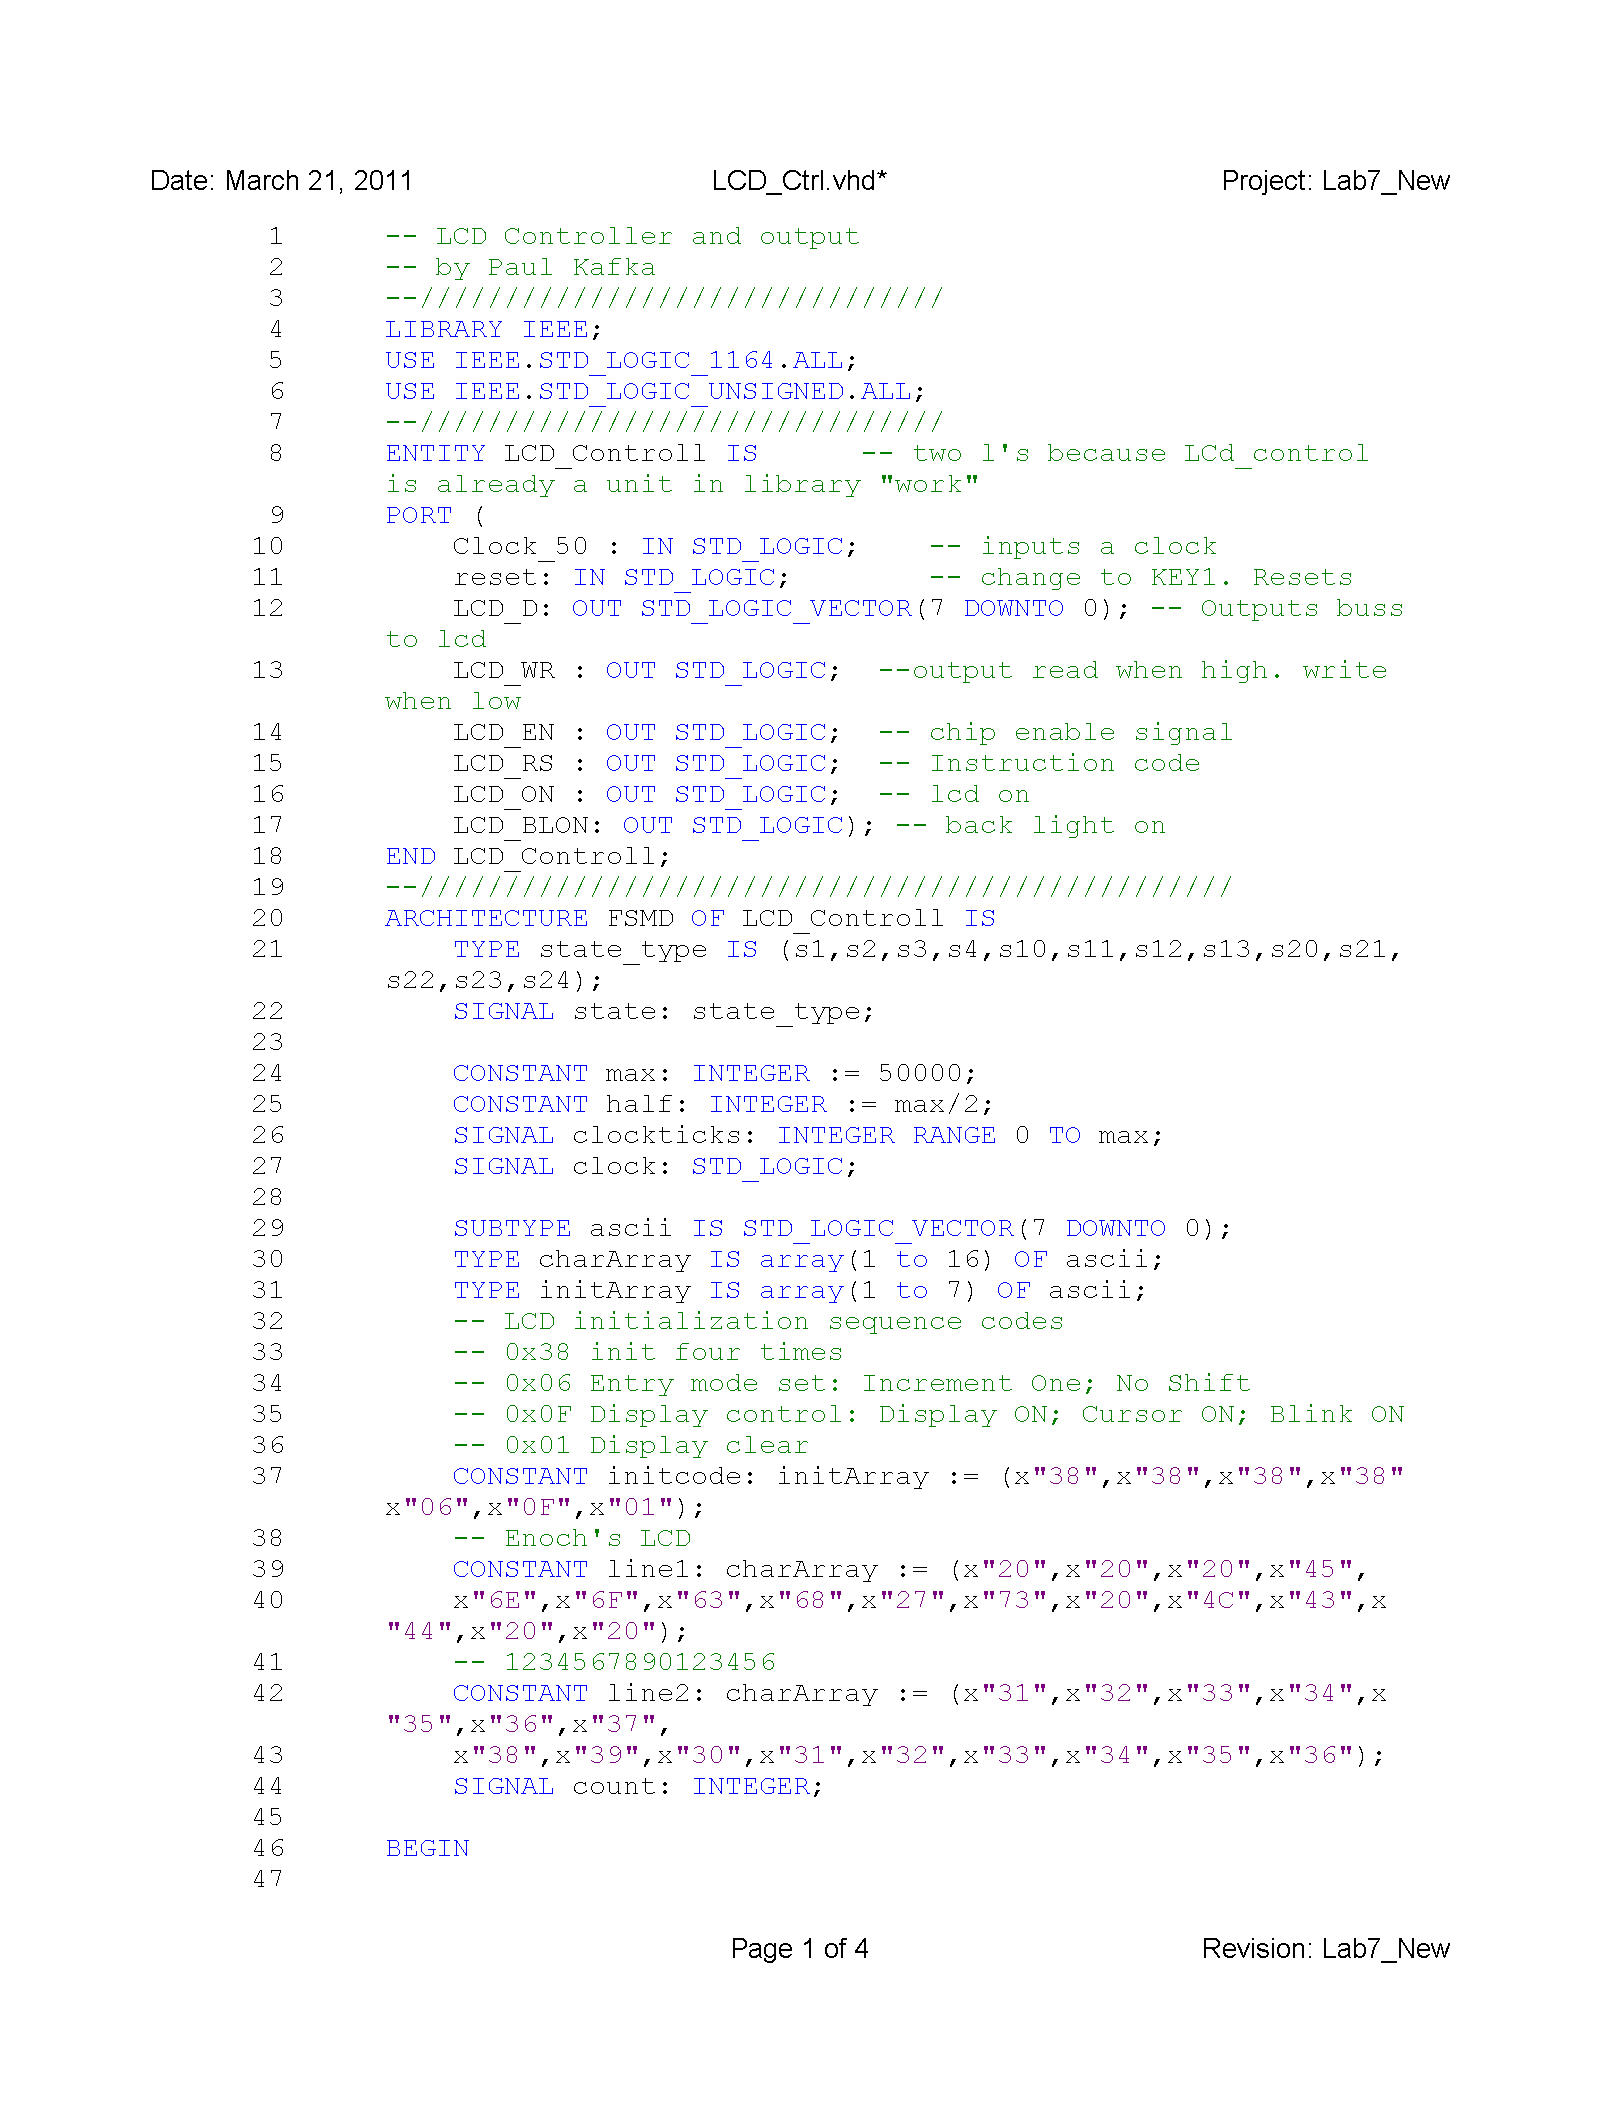 Date: March 21, 2011 LCD_Ctrl.vhd* Project: Lab7_New
1 -- LCD Controller and output
2 -- by Paul Kafka
3 --///////////////////////////////
4 LIBRARY IEEE;
5 USE IEEE.STD_LOGIC_1164.ALL;
6 USE IEEE.STD_LOGIC_UNSIGNED.ALL;
7 --///////////////////////////////
8 ENTITY LCD_Controll IS      -- two l's because LCd_control
is already a unit in library "work"
9 PORT (
10     Clock_50 : IN STD_LOGIC;    -- inputs a clock
11     reset: IN STD_LOGIC;        -- change to KEY1. Resets
12     LCD_D: OUT STD_LOGIC_VECTOR(7 DOWNTO 0); -- Outputs buss
to lcd
13     LCD_WR : OUT STD_LOGIC;  --output read when high. write
when low
14     LCD_EN : OUT STD_LOGIC;  -- chip enable signal
15     LCD_RS : OUT STD_LOGIC;  -- Instruction code
16     LCD_ON : OUT STD_LOGIC;  -- lcd on
17     LCD_BLON: OUT STD_LOGIC); -- back light on
18 END LCD_Controll;
19 --////////////////////////////////////////////////
20 ARCHITECTURE FSMD OF LCD_Controll IS
21     TYPE state_type IS (s1,s2,s3,s4,s10,s11,s12,s13,s20,s21,
s22,s23,s24);
22     SIGNAL state: state_type;
23
24     CONSTANT max: INTEGER := 50000;
25     CONSTANT half: INTEGER := max/2;
26     SIGNAL clockticks: INTEGER RANGE 0 TO max;
27     SIGNAL clock: STD_LOGIC;
28
29     SUBTYPE ascii IS STD_LOGIC_VECTOR(7 DOWNTO 0);
30     TYPE charArray IS array(1 to 16) OF ascii;
31     TYPE initArray IS array(1 to 7) OF ascii;
32     -- LCD initialization sequence codes
33     -- 0x38 init four times
34     -- 0x06 Entry mode set: Increment One; No Shift
35     -- 0x0F Display control: Display ON; Cursor ON; Blink ON
36     -- 0x01 Display clear
37     CONSTANT initcode: initArray := (x"38",x"38",x"38",x"38"
x"06",x"0F",x"01");
38     -- Enoch's LCD
39     CONSTANT line1: charArray := (x"20",x"20",x"20",x"45",
40     x"6E",x"6F",x"63",x"68",x"27",x"73",x"20",x"4C",x"43",x
"44",x"20",x"20");
41     -- 1234567890123456
42     CONSTANT line2: charArray := (x"31",x"32",x"33",x"34",x
"35",x"36",x"37",
43     x"38",x"39",x"30",x"31",x"32",x"33",x"34",x"35",x"36");
44     SIGNAL count: INTEGER;
45
46 BEGIN
47
Page 1 of 4 Revision: Lab7_New